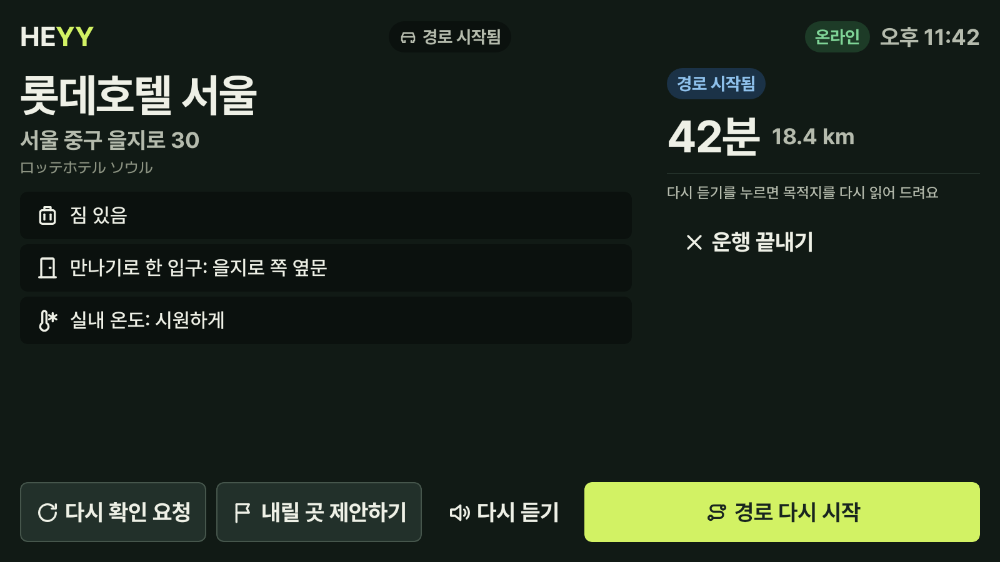 HEYY
경로 시작됨
온라인
오후 11:42
롯데호텔 서울
서울 중구 을지로 30
ロッテホテル ソウル
짐 있음
만나기로 한 입구: 을지로 쪽 옆문
실내 온도: 시원하게
경로 시작됨
42분 18.4 km
다시 듣기를 누르면 목적지를 다시 읽어 드려요
운행 끝내기
다시 확인 요청
내릴 곳 제안하기
다시 듣기
경로 다시 시작